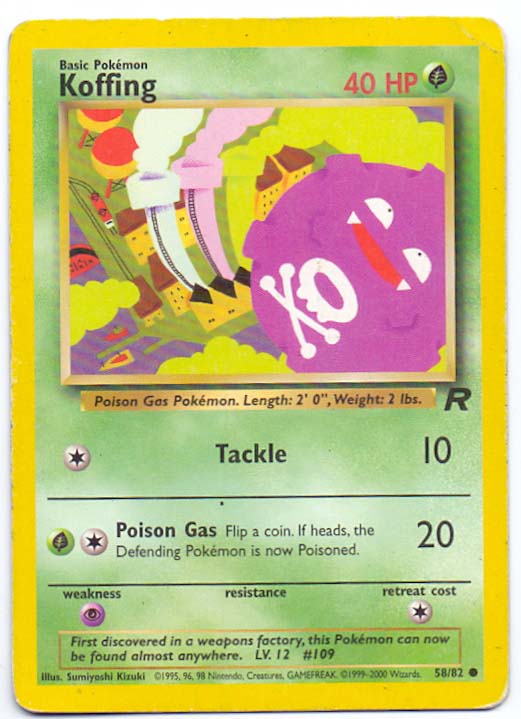 Basic Pokémon
Koffing 40 HP
Poison Gas Pokémon. Length: 2' 0", Weight: 2 lbs.
R
Tackle 10
Poison Gas Flip a coin. If heads, the 20
Defending Pokémon is now Poisoned.
weakness resistance retreat cost
First discovered in a weapons factory, this Pokémon can now
be found almost anywhere. LV. 12 #109
Illus. Sumiyoshi Kizuki ©1995, 96, 98 Nintendo, Creatures, GAMEFREAK. ©1999-2000 Wizards. 58/82